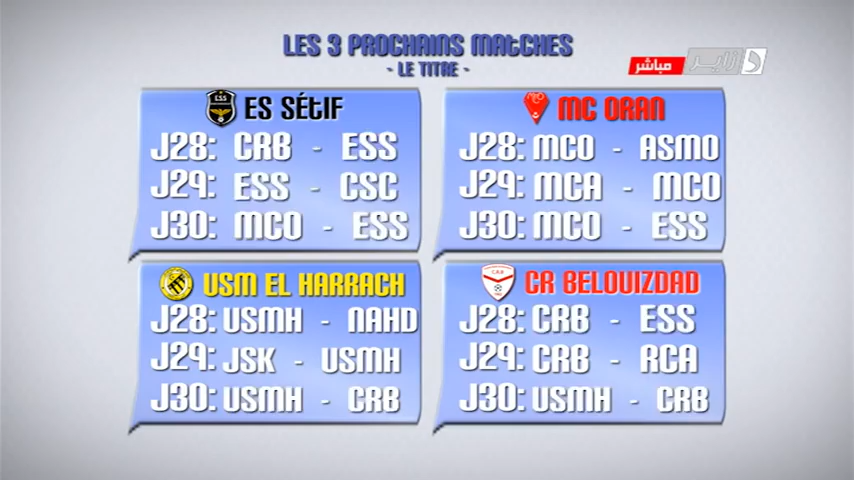 LES 3 PROCHAINS MATCHES
- LE TITRE -
مباشر
دزاير
ES SÉTIF
J28: CRB - ESS
J29: ESS - CSC
J30: MCO - ESS
MC ORAN
J28: MCO - ASMO
J29: MCA - MCO
J30: MCO - ESS
USM EL HARRACH
J28: USMH - NAHD
J29: JSK - USMH
J30: USMH - CRB
CR BELOUIZDAD
J28: CRB - ESS
J29: CRB - RCA
J30: USMH - CRB